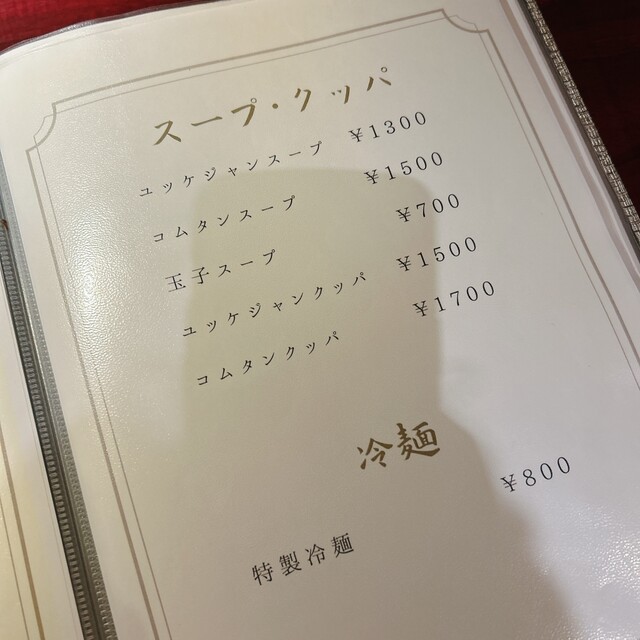 スープ・クッパ
ユッケジャンスープ ¥1300
コムタンスープ ¥1500
玉子スープ ¥700
ユッケジャンクッパ ¥1500
コムタンクッパ ¥1700
冷麺
特製冷麺 ¥800